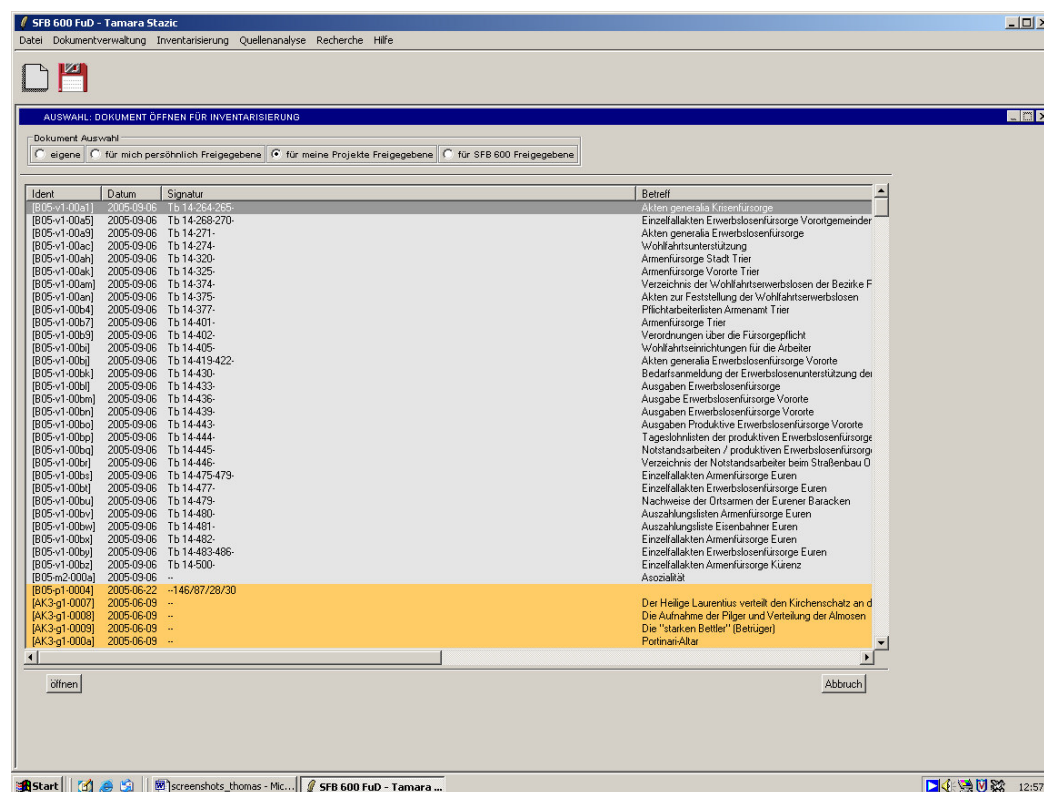 SFB 600 FuD - Tamara Stazic
Datei Dokumentverwaltung Inventarisierung Quellenanalyse Recherche Hilfe
AUSWAHL: DOKUMENT ÖFFNEN FÜR INVENTARISIERUNG
Dokument Auswahl
eigene für mich persöhnlich Freigegebene für meine Projekte Freigegebene für SFB 600 Freigegebene
Ident Datum Signatur Betreff
[B05-v1-00a1] 2005-09-06 Tb 14-264-265- Akten generalia Krisenfürsorge
[B05-v1-00a5] 2005-09-06 Tb 14-268-270- Einzelfallakten Erwerbslosenfürsorge Vorortgemeinder
[B05-v1-00a9] 2005-09-06 Tb 14-271- Akten generalia Erwerbslosenfürsorge
[B05-v1-00ac] 2005-09-06 Tb 14-274- Wohlfahrtsunterstützung
[B05-v1-00ah] 2005-09-06 Tb 14-320- Armenfürsorge Stadt Trier
[B05-v1-00ak] 2005-09-06 Tb 14-325- Armenfürsorge Vororte Trier
[B05-v1-00am] 2005-09-06 Tb 14-374- Verzeichnis der Wohlfahrtserwerbslosen der Bezirke F
[B05-v1-00an] 2005-09-06 Tb 14-375- Akten zur Feststellung der Wohlfahrtserwerbslosen
[B05-v1-00b4] 2005-09-06 Tb 14-377- Pflichtarbeiterlisten Armenamt Trier
[B05-v1-00b7] 2005-09-06 Tb 14-401- Armenfürsorge Trier
[B05-v1-00b9] 2005-09-06 Tb 14-402- Verordnungen über die Fürsorgepflicht
[B05-v1-00bi] 2005-09-06 Tb 14-405- Wohlfahrtseinrichtungen für die Arbeiter
[B05-v1-00bj] 2005-09-06 Tb 14-419-422- Akten generalia Erwerbslosenfürsorge Vororte
[B05-v1-00bk] 2005-09-06 Tb 14-430- Bedarfsanmeldung der Erwerbslosenunterstützung der
[B05-v1-00bl] 2005-09-06 Tb 14-433- Ausgaben Erwerbslosenfürsorge
[B05-v1-00bm] 2005-09-06 Tb 14-436- Ausgabe Erwerbslosenfürsorge Vororte
[B05-v1-00bn] 2005-09-06 Tb 14-439- Ausgaben Erwerbslosenfürsorge Vororte
[B05-v1-00bo] 2005-09-06 Tb 14-443- Ausgaben Produktive Erwerbslosenfürsorge Vororte
[B05-v1-00bp] 2005-09-06 Tb 14-444- Tageslohnlisten der produktiven Erwerbslosenfürsorge
[B05-v1-00bq] 2005-09-06 Tb 14-445- Notstandsarbeiten / produktiven Erwerbslosenfürsorg
[B05-v1-00br] 2005-09-06 Tb 14-446- Verzeichnis der Notstandsarbeiter beim Straßenbau O
[B05-v1-00bs] 2005-09-06 Tb 14-475-479- Einzelfallakten Armenfürsorge Euren
[B05-v1-00bt] 2005-09-06 Tb 14-477- Einzelfallakten Erwerbslosenfürsorge Euren
[B05-v1-00bu] 2005-09-06 Tb 14-479- Nachweise der Ortsarmen der Eurener Baracken
[B05-v1-00bv] 2005-09-06 Tb 14-480- Auszahlungslisten Armenfürsorge Euren
[B05-v1-00bw] 2005-09-06 Tb 14-481- Auszahlungsliste Eisenbahner Euren
[B05-v1-00bx] 2005-09-06 Tb 14-482- Einzelfallakten Armenfürsorge Euren
[B05-v1-00by] 2005-09-06 Tb 14-483-486- Einzelfallakten Erwerbslosenfürsorge Euren
[B05-v1-00bz] 2005-09-06 Tb 14-500- Einzelfallakten Armenfürsorge Kürenz
[B05-m2-000a] 2005-09-06 -- Asozialität
[B05-p1-0004] 2005-06-22 --146/87/28/30
[AK3-g1-0007] 2005-06-09 -- Der Heilige Laurentius verteilt den Kirchenschatz an d
[AK3-g1-0008] 2005-06-09 -- Die Aufnahme der Pilger und Verteilung der Almosen
[AK3-g1-0009] 2005-06-09 -- Die "starken Bettler" (Betrüger)
[AK3-g1-000a] 2005-06-09 -- Portinari-Altar
öffnen Abbruch
Start screenshots_thomas - Mic... SFB 600 FuD - Tamara ... 12:57